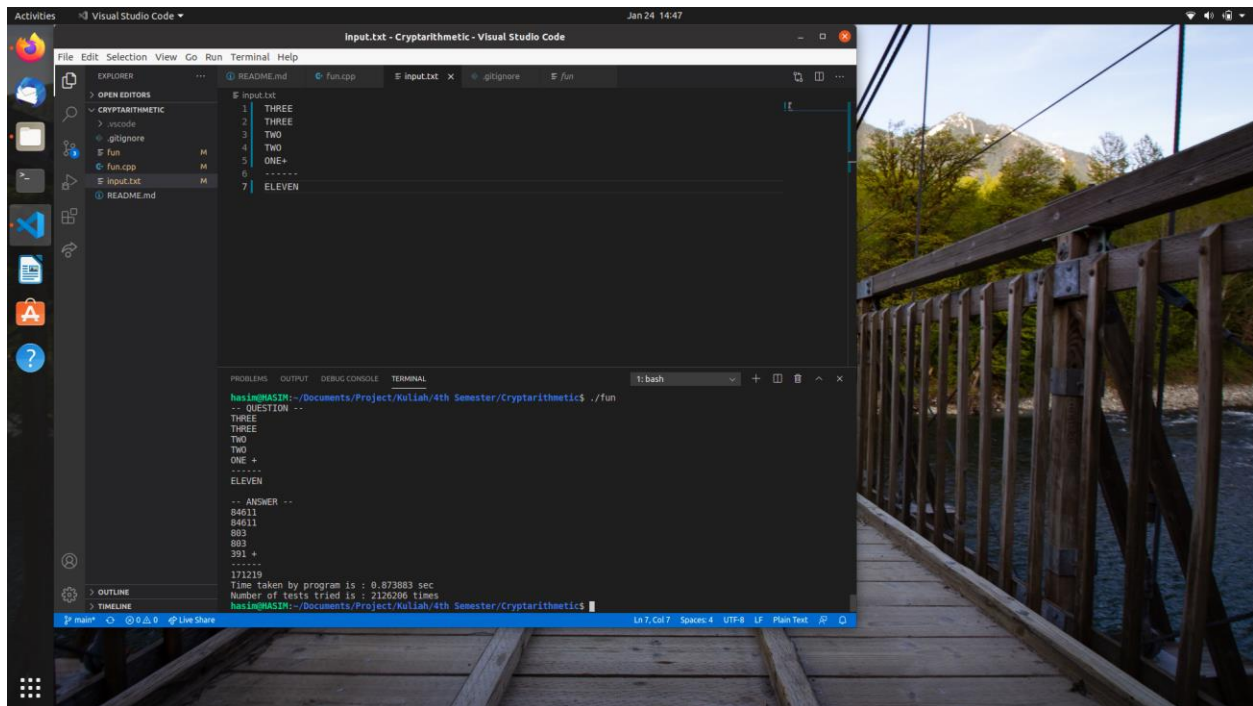 Activities Visual Studio Code Jan 24 14:47
input.txt - Cryptarithmetic - Visual Studio Code
File Edit Selection View Go Run Terminal Help
EXPLORER
OPEN EDITORS
CRYPTARITHMETIC
.vscode
.gitignore
fun M
fun.cpp M
input.txt M
README.md
OUTLINE
TIMELINE
README.md fun.cpp input.txt .gitignore fun
input.txt
1 THREE
2 THREE
3 TWO
4 TWO
5 ONE+
6 ------
7 ELEVEN
PROBLEMS OUTPUT DEBUG CONSOLE TERMINAL 1: bash
hasim@HASIM:~/Documents/Project/Kuliah/4th Semester/Cryptarithmetic$ ./fun
-- QUESTION --
THREE
THREE
TWO
TWO
ONE +
------
ELEVEN
-- ANSWER --
84611
84611
803
803
391 +
------
171219
Time taken by program is : 0.873883 sec
Number of tests tried is : 2126206 times
hasim@HASIM:~/Documents/Project/Kuliah/4th Semester/Cryptarithmetic$
main* 0 0 Live Share Ln 7, Col 7 Spaces: 4 UTF-8 LF Plain Text